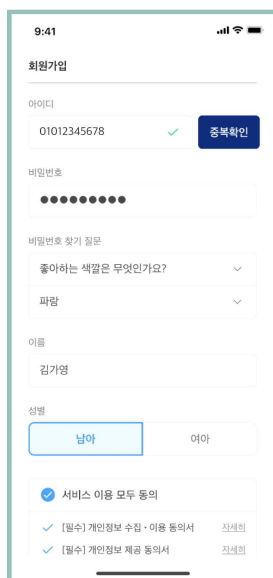 9:41
회원가입
아이디
01012345678
중복확인
비밀번호
비밀번호 찾기 질문
좋아하는 색깔은 무엇인가요?
파랑
이름
김가영
성별
남아 여아
서비스 이용 모두 동의
[필수] 개인정보 수집・이용 동의서 자세히
[필수] 개인정보 제공 동의서 자세히